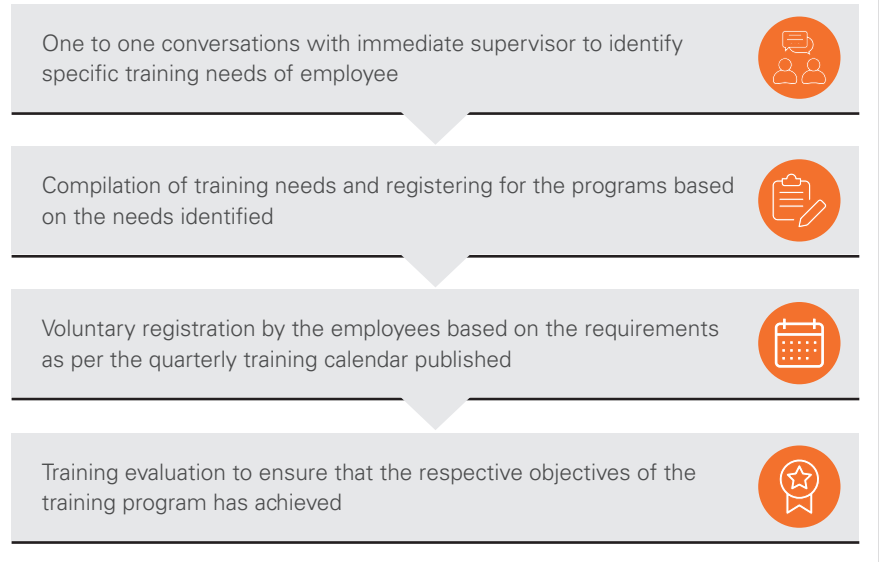 One to one conversations with immediate supervisor to identify
specific training needs of employee
Compilation of training needs and registering for the programs based
on the needs identified
Voluntary registration by the employees based on the requirements
as per the quarterly training calendar published
Training evaluation to ensure that the respective objectives of the
training program has achieved